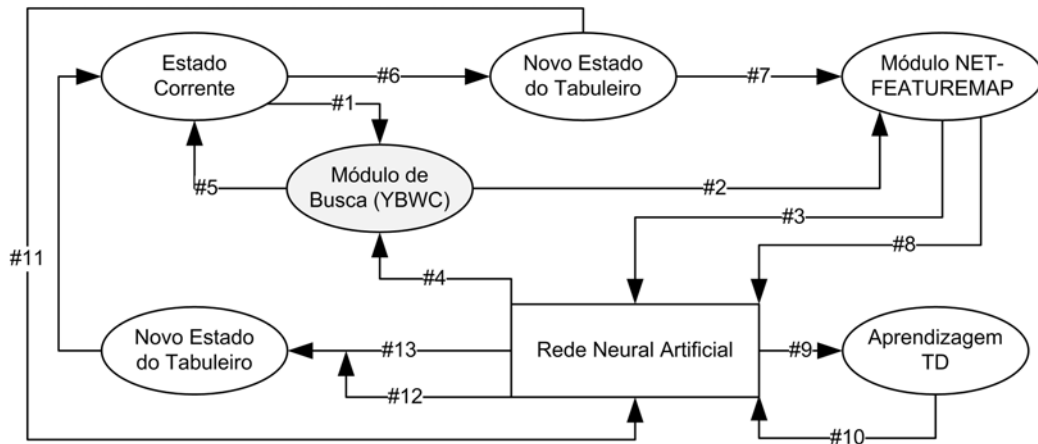 Estado
Corrente
#6
Novo Estado
do Tabuleiro
#7
Módulo NET-
FEATUREMAP
#1
Módulo de
Busca (YBWC)
#5
#2
#3
#8
#11
#4
Novo Estado
do Tabuleiro
#13
#12
Rede Neural Artificial
#9
Aprendizagem
TD
#10